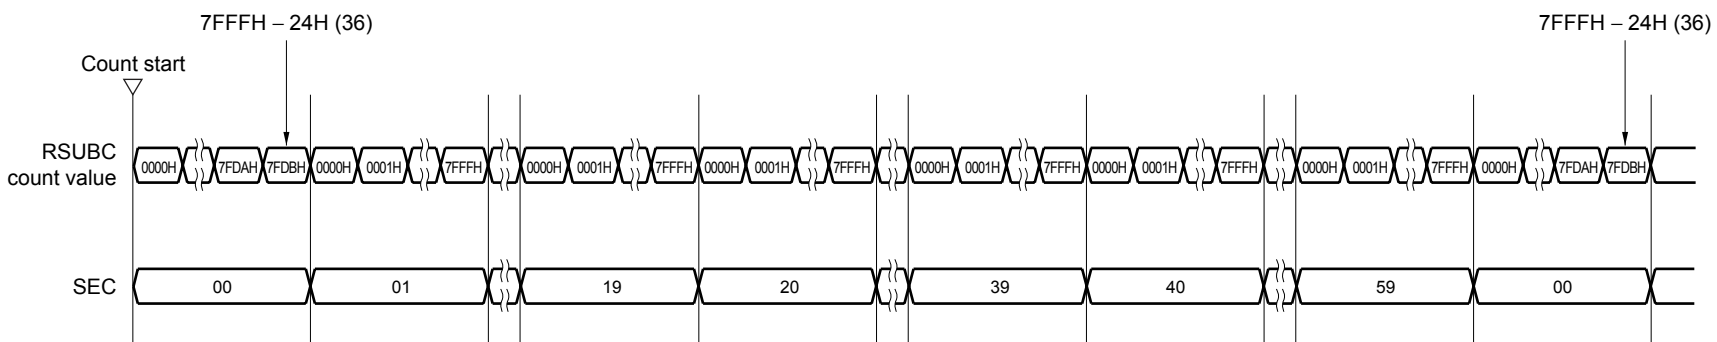 7FFFH – 24H (36) 7FFFH – 24H (36)
Count start
RSUBC
count value
0000H 7FDAH 7FDBH 0000H 0001H 7FFFH 0000H 0001H 7FFFH 0000H 0001H 7FFFH 0000H 0001H 7FFFH 0000H 0001H 7FFFH 0000H 0001H 7FFFH 0000H 7FDAH 7FDBH
SEC 00 01 19 20 39 40 59 00